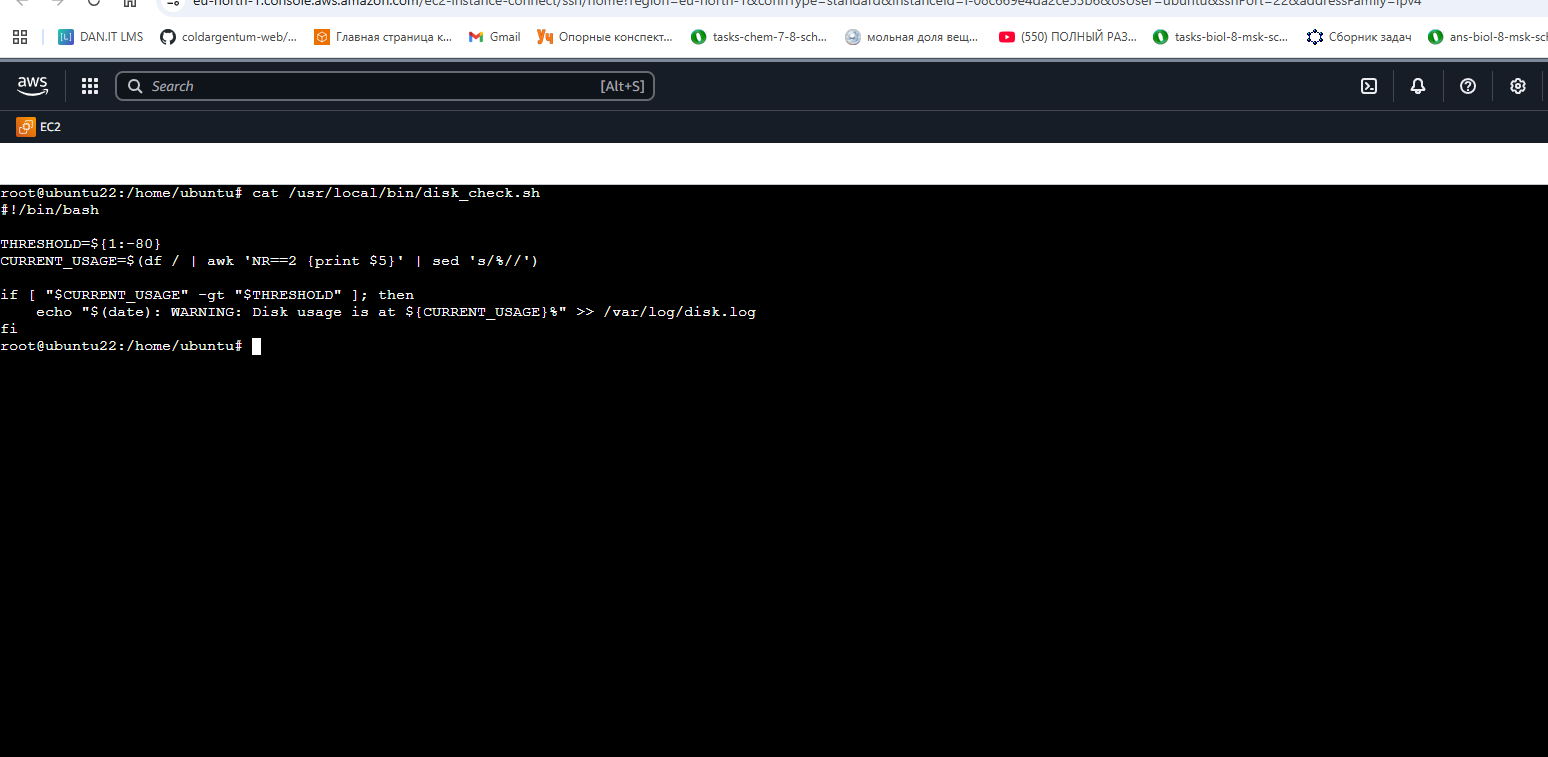 eu-north-1.console.aws.amazon.com/ec2-instance-connect/ssh/home?region=eu-north-1&connType=standard&instanceId=i-08c669e4da2ce55b6&osUser=ubuntu&sshPort=22&addressFamily=ipv4
DAN.IT LMS coldargentum-web/... Главная страница к... Gmail Опорные конспект... tasks-chem-7-8-sch... мольная доля вещ... (550) ПОЛНЫЙ РАЗ... tasks-biol-8-msk-sc... Сборник задач ans-biol-8-msk-sch
aws Search [Alt+S]
EC2
root@ubuntu22:/home/ubuntu# cat /usr/local/bin/disk_check.sh
#!/bin/bash
THRESHOLD=${1:-80}
CURRENT_USAGE=$(df / | awk 'NR==2 {print $5}' | sed 's/%//')
if [ "$CURRENT_USAGE" -gt "$THRESHOLD" ]; then
    echo "$(date): WARNING: Disk usage is at ${CURRENT_USAGE}%" >> /var/log/disk.log
fi
root@ubuntu22:/home/ubuntu#